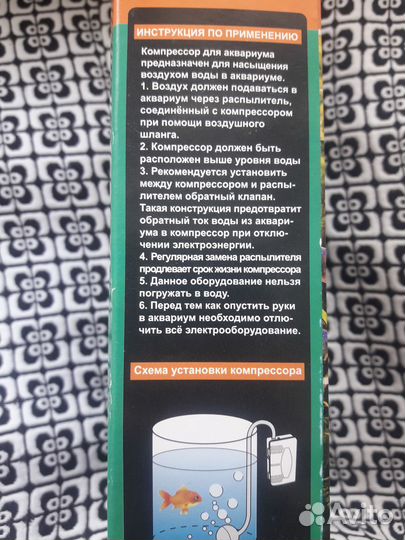 ИНСТРУКЦИЯ ПО ПРИМЕНЕНИЮ
Компрессор для аквариума
предназначен для насыщения
воздухом воды в аквариуме.
1. Воздух должен подаваться в
аквариум через распылитель,
соединённый с компрессором
при помощи воздушного
шланга.
2. Компрессор должен быть
расположен выше уровня воды
3. Рекомендуется установить
между компрессором и распы-
лителем обратный клапан.
Такая конструкция предотвратит
обратный ток воды из аквари-
ума в компрессор при отклю-
чении электроэнергии.
4. Регулярная замена распылителя
продлевает срок жизни компрессора
5. Данное оборудование нельзя
погружать в воду.
6. Перед тем как опустить руки
в аквариум необходимо отлю-
чить всё электрооборудование.
Схема установки компрессора
Avito